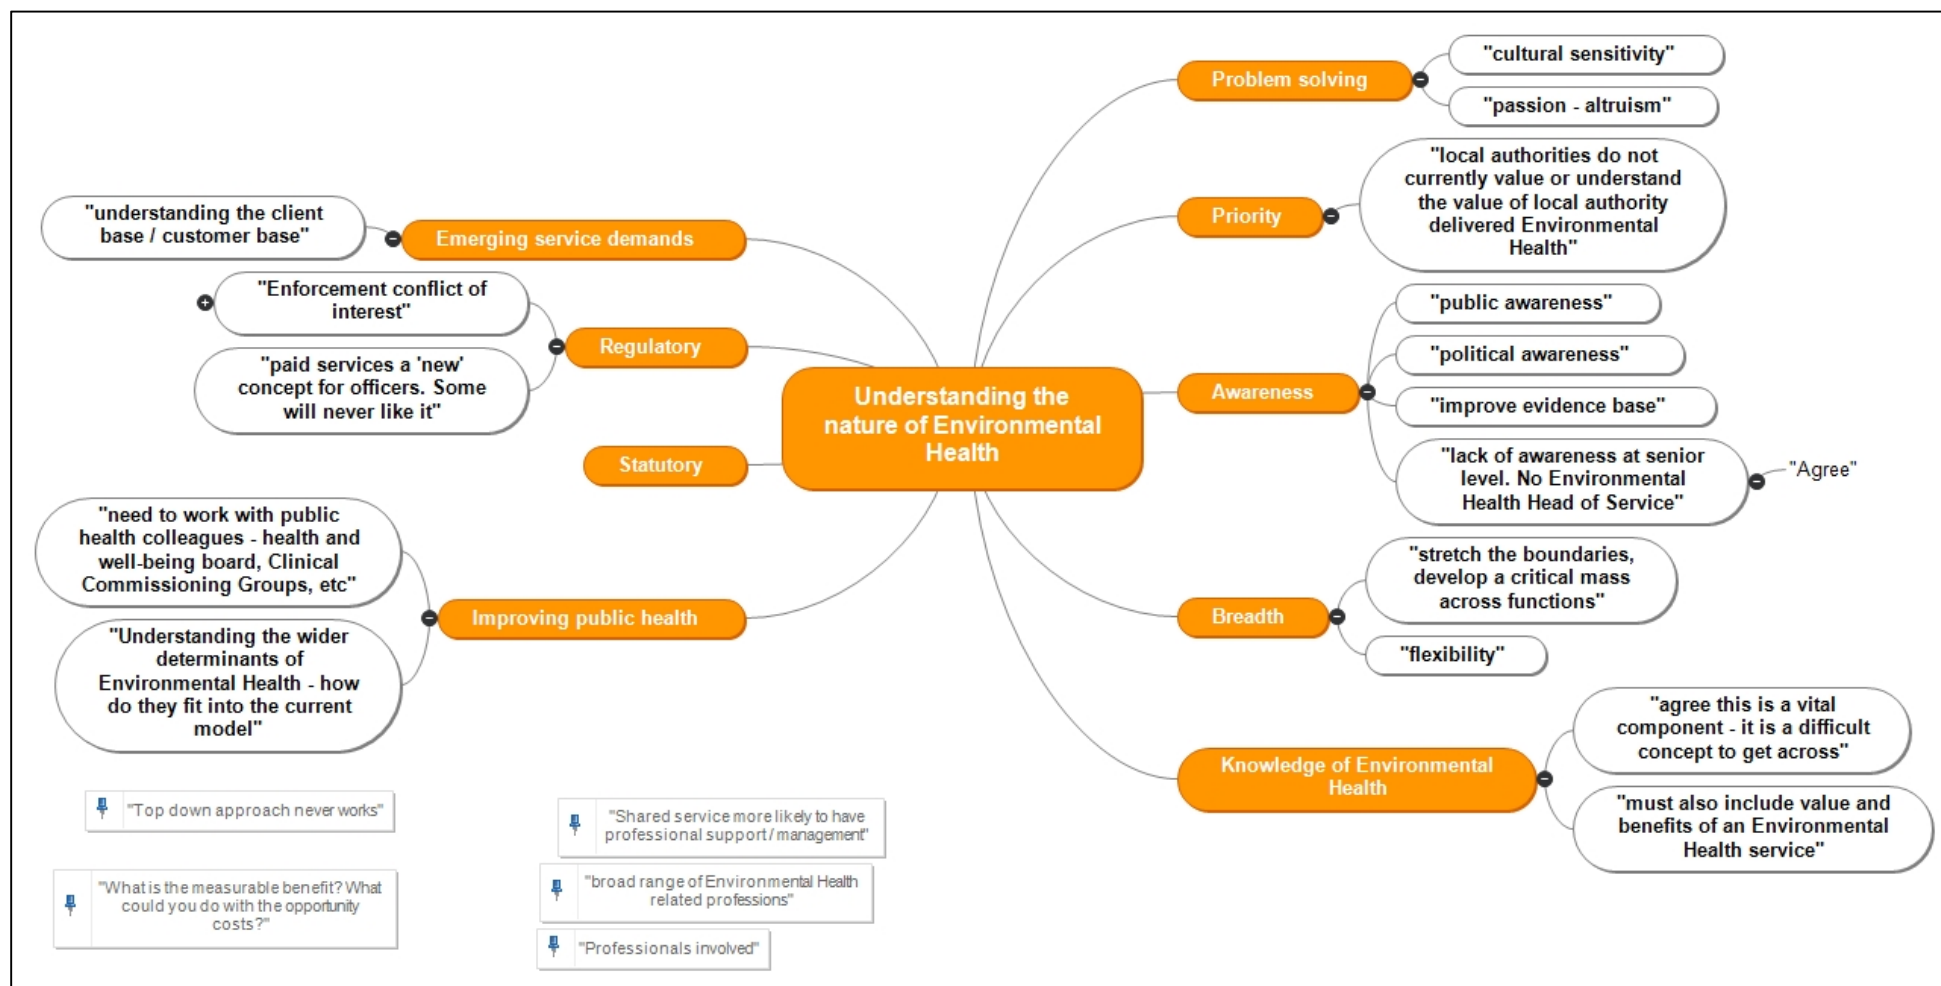 Understanding the
nature of Environmental
Health
Problem solving
"cultural sensitivity"
"passion - altruism"
Priority
"local authorities do not
currently value or understand
the value of local authority
delivered Environmental
Health"
Awareness
"public awareness"
"political awareness"
"improve evidence base"
"lack of awareness at senior
level. No Environmental
Health Head of Service"
"Agree"
Breadth
"stretch the boundaries,
develop a critical mass
across functions"
"flexibility"
Knowledge of Environmental
Health
"agree this is a vital
component - it is a difficult
concept to get across"
"must also include value and
benefits of an Environmental
Health service"
Emerging service demands
"understanding the client
base / customer base"
Regulatory
"Enforcement conflict of
interest"
"paid services a 'new'
concept for officers. Some
will never like it"
Statutory
Improving public health
"need to work with public
health colleagues - health and
well-being board, Clinical
Commissioning Groups, etc"
"Understanding the wider
determinants of
Environmental Health - how
do they fit into the current
model"
"Top down approach never works"
"What is the measurable benefit? What
could you do with the opportunity
costs?"
"Shared service more likely to have
professional support / management"
"broad range of Environmental Health
related professions"
"Professionals involved"